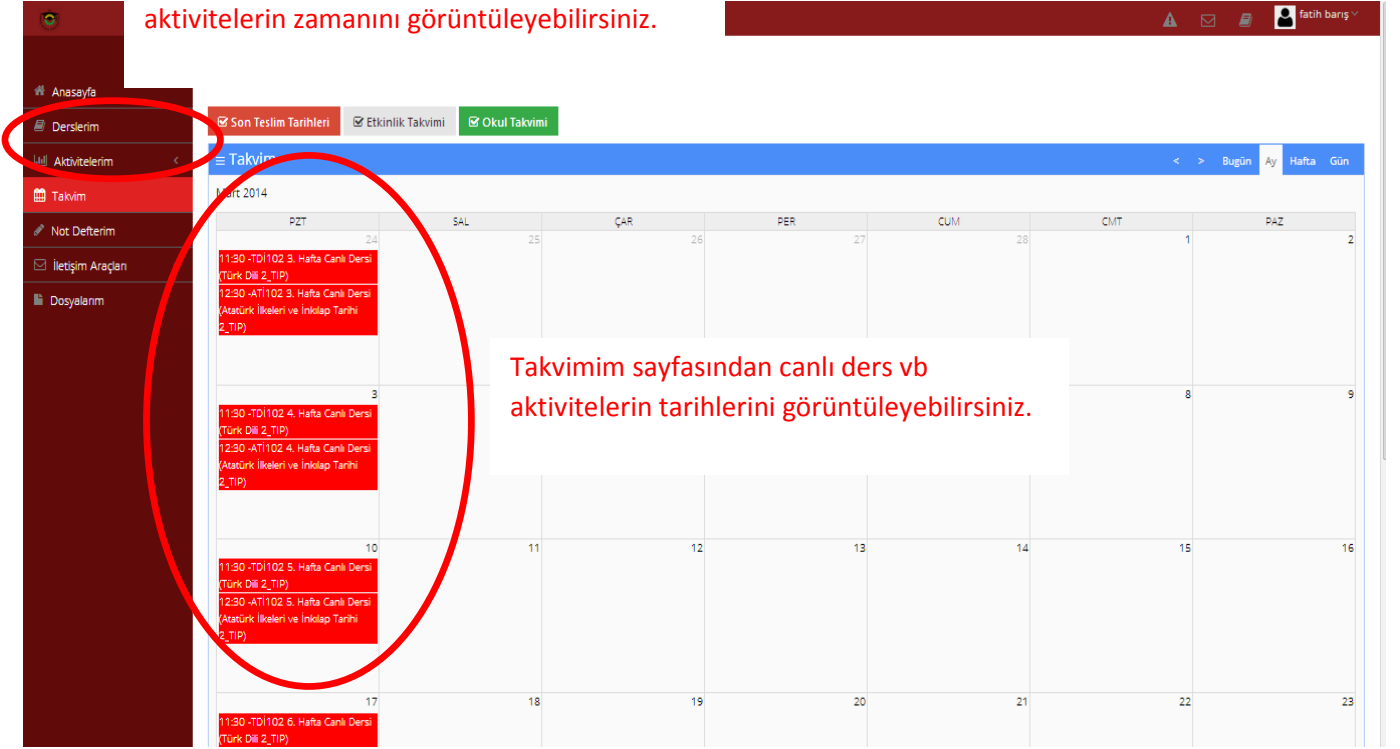 aktivitelerin zamanını görüntüleyebilirsiniz.
fatih barış
Anasayfa
Derslerim
Aktivitelerim
Takvim
Not Defterim
İletişim Araçları
Dosyalarım
Son Teslim Tarihleri
Etkinlik Takvimi
Okul Takvimi
Takvim
< > Bugün Ay Hafta Gün
Mart 2014
PZT SAL ÇAR PER CUM CMT PAZ
24 25 26 27 28 1 2
11:30 -TDİ102 3. Hafta Canlı Dersi
(Türk Dili 2_TIP)
12:30 -ATİ102 3. Hafta Canlı Dersi
(Atatürk İlkeleri ve İnkılap Tarihi
2_TIP)
Takvimim sayfasından canlı ders vb
aktivitelerin tarihlerini görüntüleyebilirsiniz.
3 8 9
11:30 -TDİ102 4. Hafta Canlı Dersi
(Türk Dili 2_TIP)
12:30 -ATİ102 4. Hafta Canlı Dersi
(Atatürk İlkeleri ve İnkılap Tarihi
2_TIP)
10 11 12 13 14 15 16
11:30 -TDİ102 5. Hafta Canlı Dersi
(Türk Dili 2_TIP)
12:30 -ATİ102 5. Hafta Canlı Dersi
(Atatürk İlkeleri ve İnkılap Tarihi
2_TIP)
17 18 19 20 21 22 23
11:30 -TDİ102 6. Hafta Canlı Dersi
(Türk Dili 2_TIP)